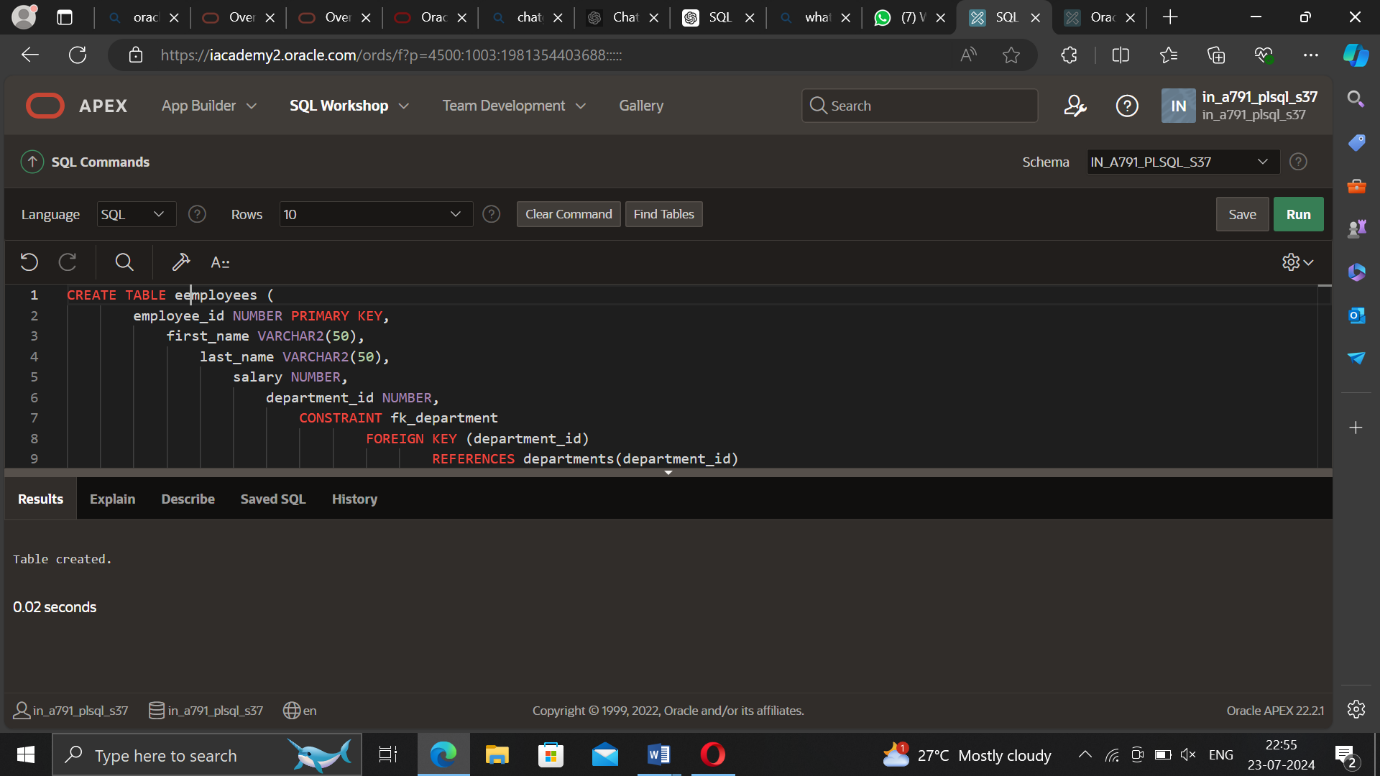 orac
Over
Over
Orac
chat
Chat
SQL
what
(7) W
SQL
Orac
https://iacademy2.oracle.com/ords/f?p=4500:1003:1981354403688:::::
APEX App Builder SQL Workshop Team Development Gallery Search IN in_a791_plsql_s37
in_a791_plsql_s37
SQL Commands Schema IN_A791_PLSQL_S37
Language SQL Rows 10 Clear Command Find Tables Save Run
1 CREATE TABLE eemployees (
2 employee_id NUMBER PRIMARY KEY,
3 first_name VARCHAR2(50),
4 last_name VARCHAR2(50),
5 salary NUMBER,
6 department_id NUMBER,
7 CONSTRAINT fk_department
8 FOREIGN KEY (department_id)
9 REFERENCES departments(department_id)
Results Explain Describe Saved SQL History
Table created.
0.02 seconds
in_a791_plsql_s37 in_a791_plsql_s37 en Copyright © 1999, 2022, Oracle and/or its affiliates. Oracle APEX 22.2.1
Type here to search 1 27°C Mostly cloudy ENG 22:55
23-07-2024 2